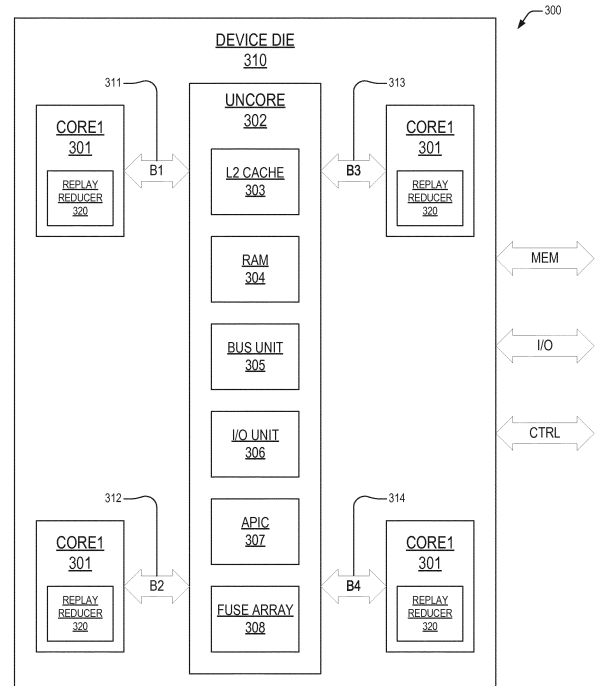 300
DEVICE DIE
310
311
313
UNCORE
302
CORE1
301
REPLAY
REDUCER
320
B1
B3
CORE1
301
REPLAY
REDUCER
320
L2 CACHE
303
RAM
304
MEM
BUS UNIT
305
I/O
I/O UNIT
306
CTRL
312
314
APIC
307
CORE1
301
REPLAY
REDUCER
320
B2
B4
CORE1
301
REPLAY
REDUCER
320
FUSE ARRAY
308